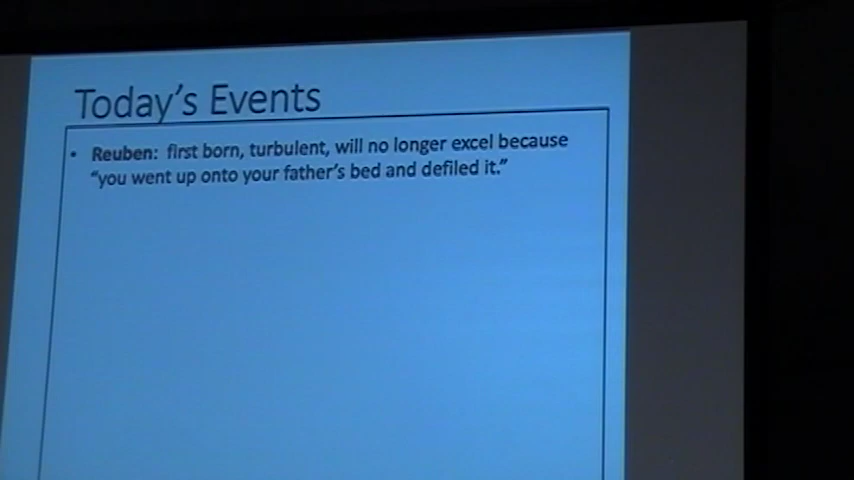 Today's Events
• Reuben: first born, turbulent, will no longer excel because
“you went up onto your father's bed and defiled it.”